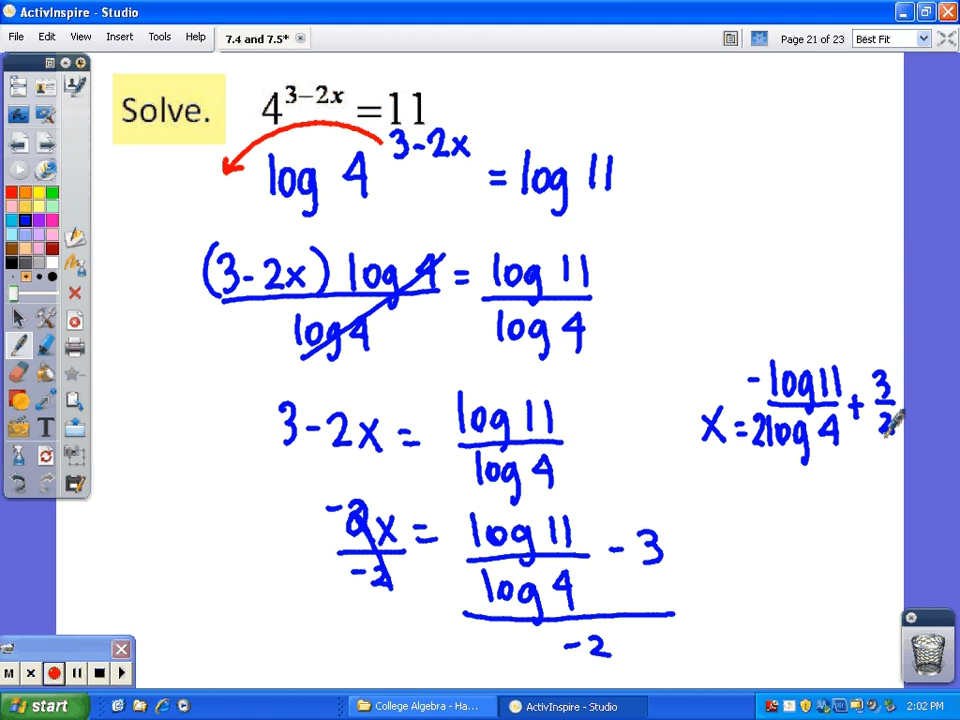 ActivInspire - Studio
File Edit View Insert Tools Help
7.4 and 7.5*
Page 21 of 23 Best Fit
Solve. 4^{3-2x} = 11
log 4^{3-2x} = log 11
(3-2x) log 4 / log 4 = log 11 / log 4
3-2x = log 11 / log 4
-2x / -2 = (log 11 / log 4 - 3) / -2
x = -log 11 / 2 log 4 + 3/2
M
start
College Algebra - Ha...
ActivInspire - Studio
2:02 PM